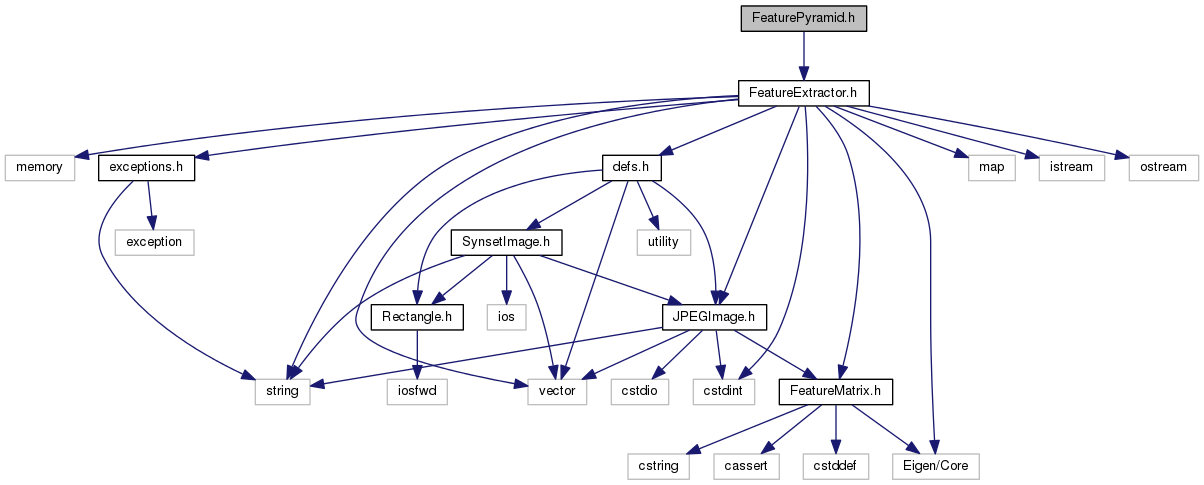 FeaturePyramid.h
FeatureExtractor.h
memory
exceptions.h
defs.h
map
istream
ostream
exception
SynsetImage.h
utility
Rectangle.h
ios
JPEGImage.h
string
iosfwd
vector
cstdio
cstdint
FeatureMatrix.h
cstring
cassert
cstddef
Eigen/Core